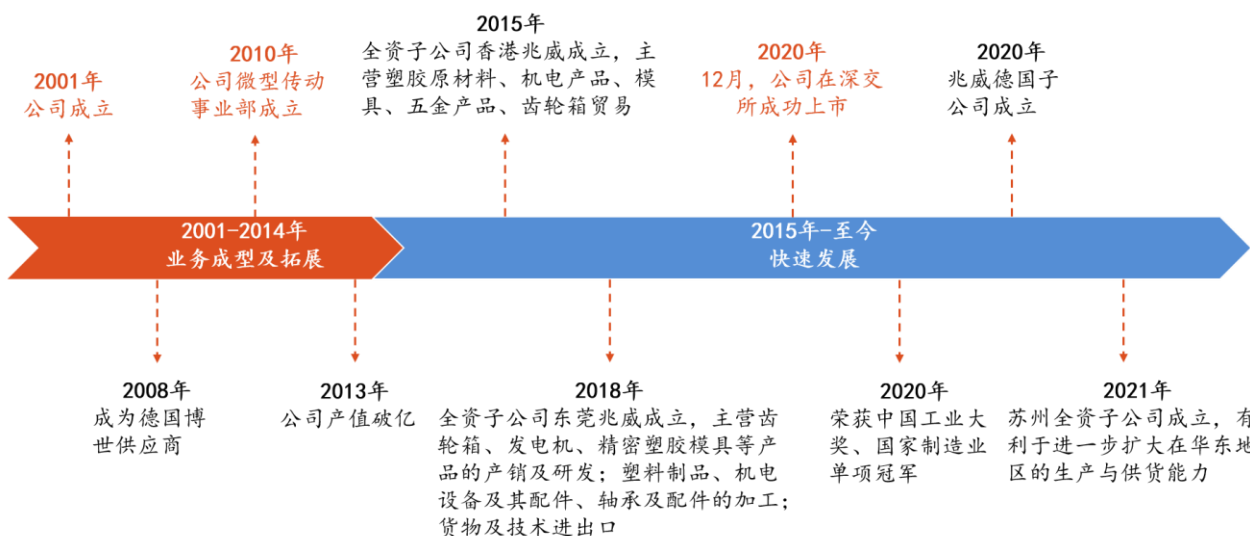 2001年
公司成立
2010年
公司微型传动
事业部成立
2015年
全资子公司香港兆威成立，主
营塑胶原材料、机电产品、模
具、五金产品、齿轮箱贸易
2020年
12月，公司在深交
所成功上市
2020年
兆威德国子
公司成立
2001-2014年
业务成型及拓展
2015年-至今
快速发展
2008年
成为德国博
世供应商
2013年
公司产值破亿
2018年
全资子公司东莞兆威成立，主营齿
轮箱、发电机、精密塑胶模具等产
品的产销及研发；塑料制品、机电
设备及其配件、轴承及配件的加工；
货物及技术进出口
2020年
荣获中国工业大
奖、国家制造业
单项冠军
2021年
苏州全资子公司成立，有
利于进一步扩大在华东地
区的生产与供货能力